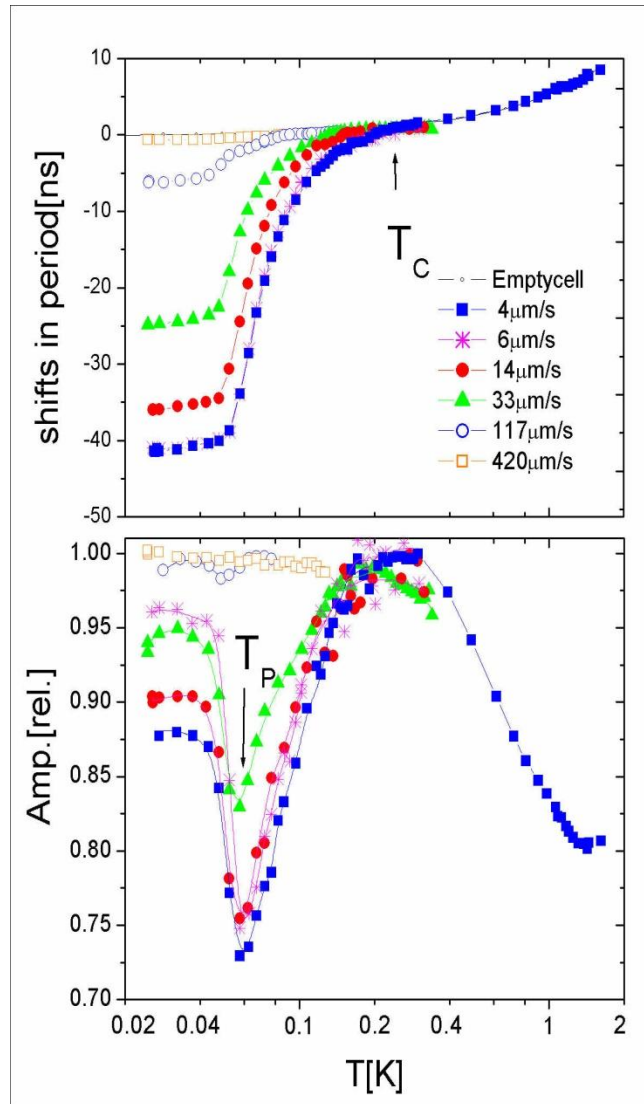 10
0
-10
-20
-30
-40
-50
shifts in period[ns]
T_C
Emptycell
4μm/s
6μm/s
14μm/s
33μm/s
117μm/s
420μm/s
1.00
0.95
0.90
0.85
0.80
0.75
0.70
Amp.[rel.]
T_P
0.02 0.04 0.1 0.2 0.4 1 2
T[K]